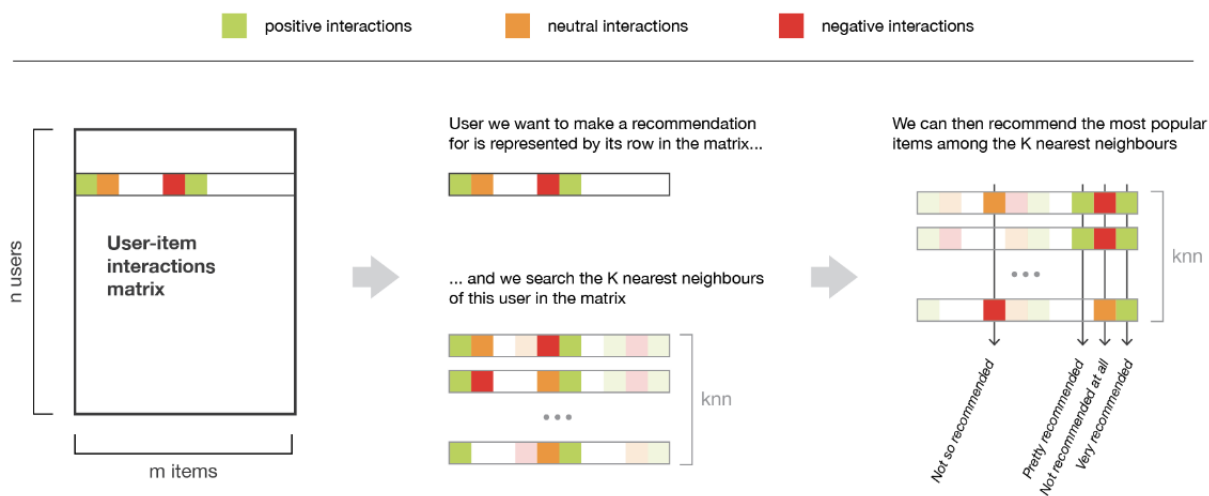 positive interactions
neutral interactions
negative interactions
n users
User-item
interactions
matrix
m items
User we want to make a recommendation
for is represented by its row in the matrix...
... and we search the K nearest neighbours
of this user in the matrix
knn
We can then recommend the most popular
items among the K nearest neighbours
knn
Not so recommended
Pretty recommended
Not recommended at all
Very recommended